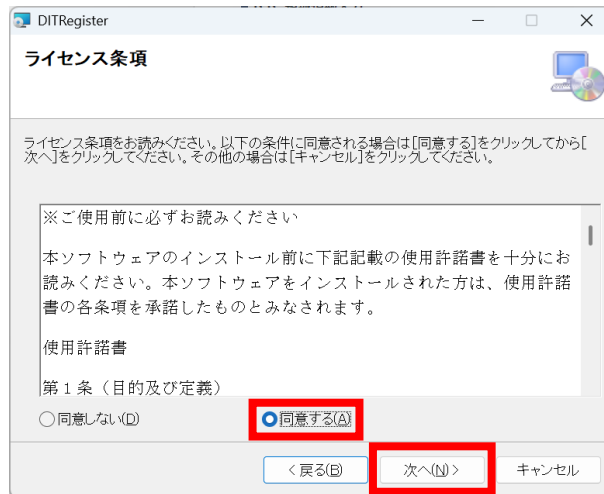 DITRegister
ライセンス条項
ライセンス条項をお読みください。以下の条件に同意される場合は[同意する]をクリックしてから[
次へ]をクリックしてください。その他の場合は[キャンセル]をクリックしてください。
※ご使用前に必ずお読みください
本ソフトウェアのインストール前に下記記載の使用許諾書を十分にお
読みください。本ソフトウェアをインストールされた方は、使用許諾
書の各条項を承諾したものとみなされます。
使用許諾書
第１条（目的及び定義）
同意しない(D)
同意する(A)
< 戻る(B)
次へ(N) >
キャンセル